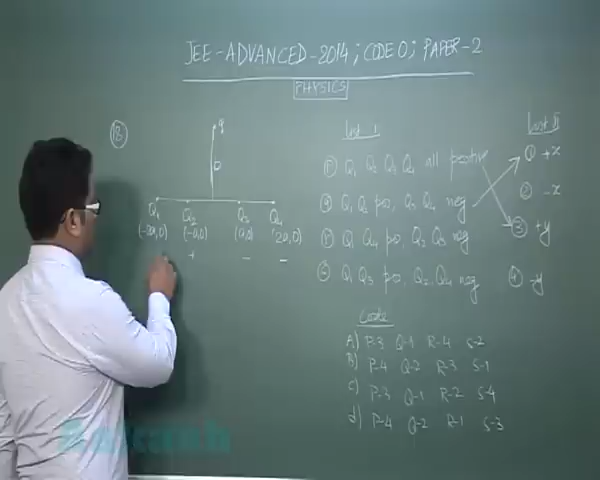 JEE-ADVANCED-2014; CODE 0; PAPER-2
PHYSICS
18
q
b
Q1 Q2 Q3 Q4
(-2a,0) (-a,0) (a,0) (2a,0)
+ - -
List I
P Q1 Q2 Q3 Q4 all positive
Q Q1 Q2 pos, Q3 Q4 neg
R Q1 Q4 pos, Q2 Q3 neg
S Q1 Q3 pos, Q2, Q4 neg
List II
1 +x
2 -x
3 +y
4 -y
Code
A) P-3 Q-1 R-4 S-2
B) P-4 Q-2 R-3 S-1
C) P-3 Q-1 R-2 S-4
d) P-4 Q-2 R-1 S-3